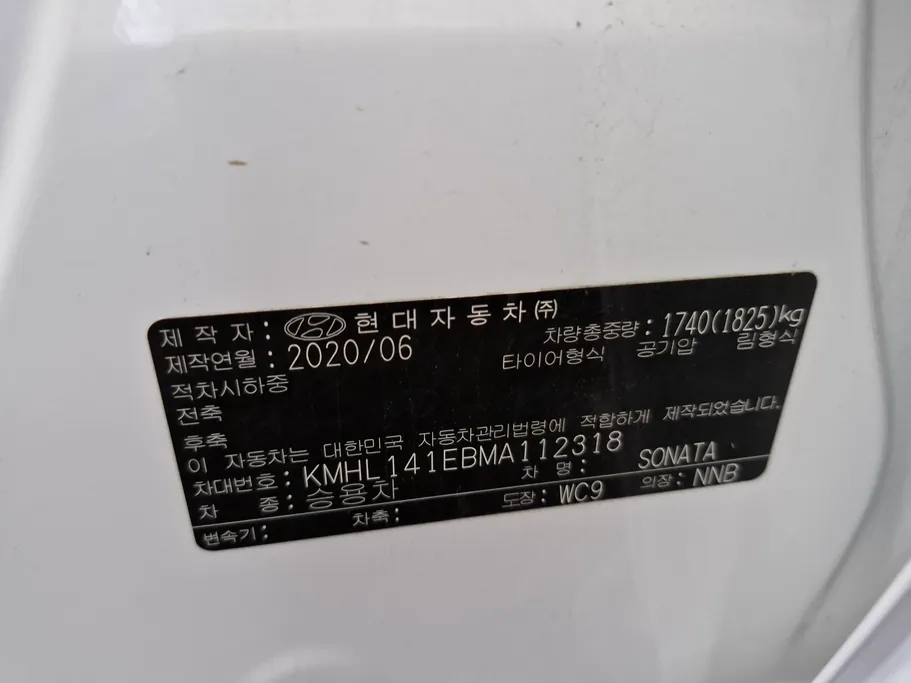 제작자 : 현대자동차㈜
제작연월 : 2020/06
차량총중량 : 1740(1825)kg
적차시하중 타이어형식 공기압 림형식
전축
후축
이 자동차는 대한민국 자동차관리법령에 적합하게 제작되었습니다.
차대번호 : KMHL141EBMA112318
차종 : 승용차 차명 : SONATA
변속기 : 차축 : 도장 : WC9 의장 : NNB